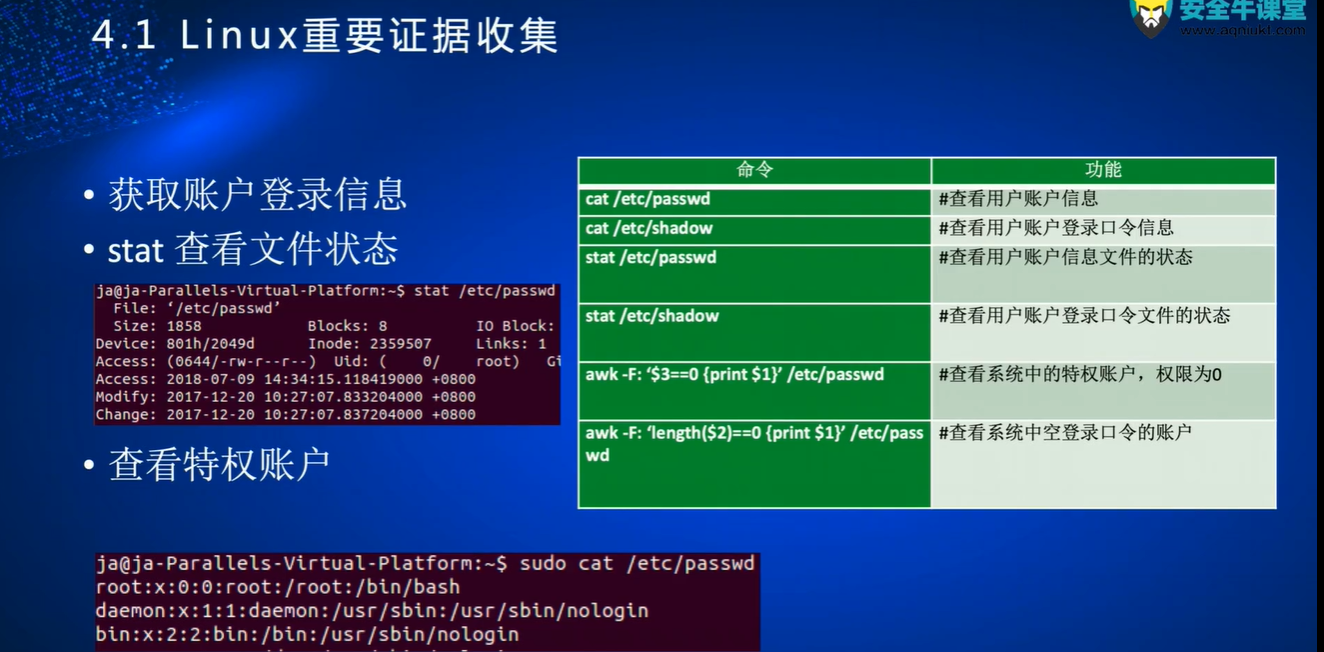 4.1 Linux重要证据收集
安全牛课堂
www.aqniukt.com
• 获取账户登录信息
• stat 查看文件状态
ja@ja-Parallels-Virtual-Platform:~$ stat /etc/passwd
File: ‘/etc/passwd’
Size: 1858 Blocks: 8 IO Block:
Device: 801h/2049d Inode: 2359507 Links: 1
Access: (0644/-rw-r--r--) Uid: ( 0/ root) Gi
Access: 2018-07-09 14:34:15.118419000 +0800
Modify: 2017-12-20 10:27:07.833204000 +0800
Change: 2017-12-20 10:27:07.837204000 +0800
• 查看特权账户
命令 功能
cat /etc/passwd #查看用户账户信息
cat /etc/shadow #查看用户账户登录口令信息
stat /etc/passwd #查看用户账户信息文件的状态
stat /etc/shadow #查看用户账户登录口令文件的状态
awk -F: ‘$3==0 {print $1}’ /etc/passwd #查看系统中的特权账户，权限为0
awk -F: ‘length($2)==0 {print $1}’ /etc/pass #查看系统中空登录口令的账户
wd
ja@ja-Parallels-Virtual-Platform:~$ sudo cat /etc/passwd
root:x:0:0:root:/root:/bin/bash
daemon:x:1:1:daemon:/usr/sbin:/usr/sbin/nologin
bin:x:2:2:bin:/bin:/usr/sbin/nologin